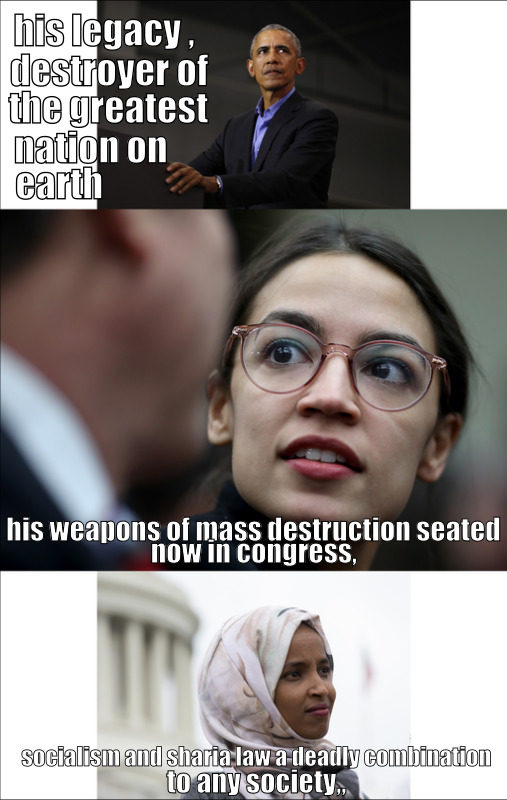 his legacy ,
destroyer of
the greatest
nation on
earth
his weapons of mass destruction seated
now in congress,
socialism and sharia law a deadly combination
to any society,,